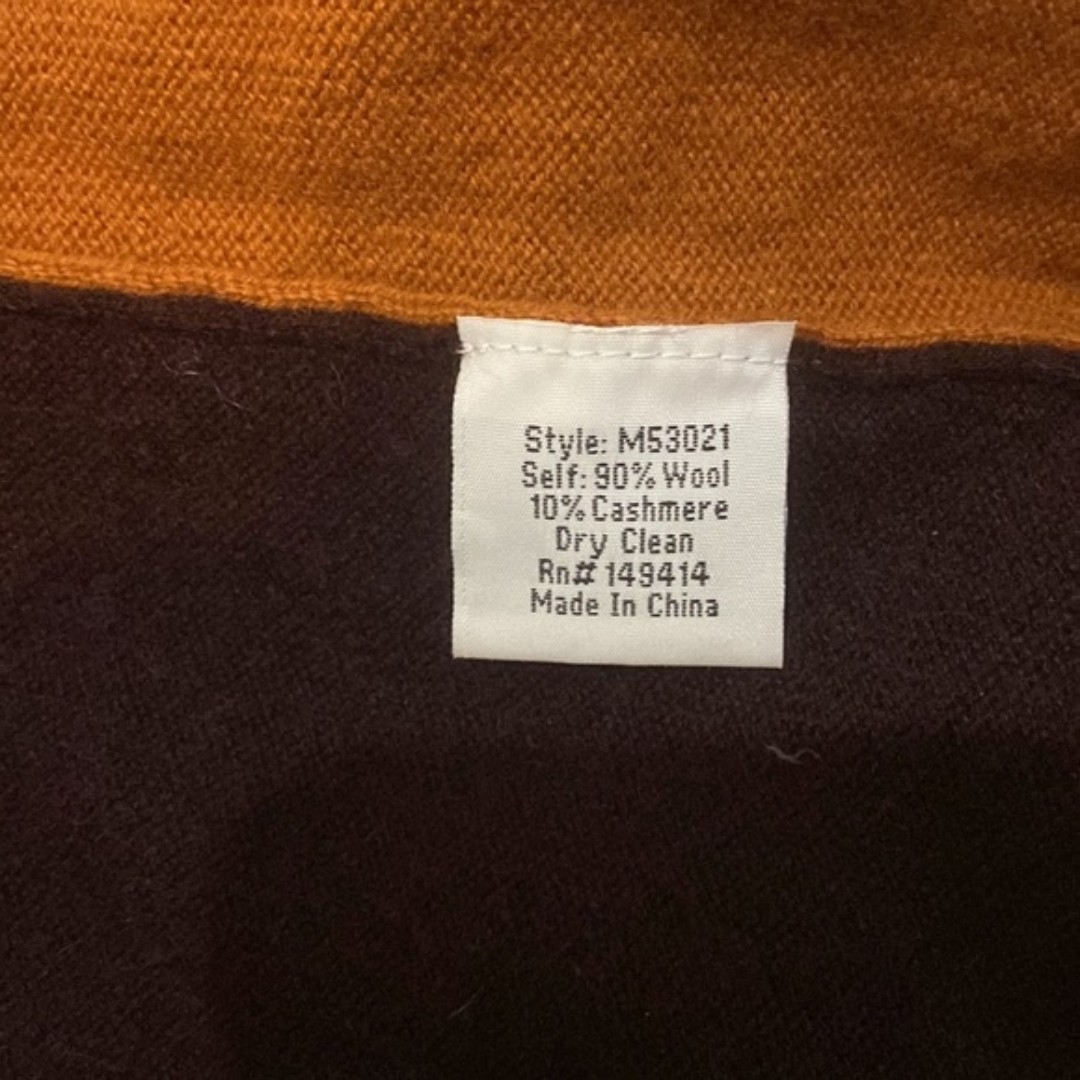 Style: M53021
Self: 90% Wool
10% Cashmere
Dry Clean
Rn# 149414
Made In China